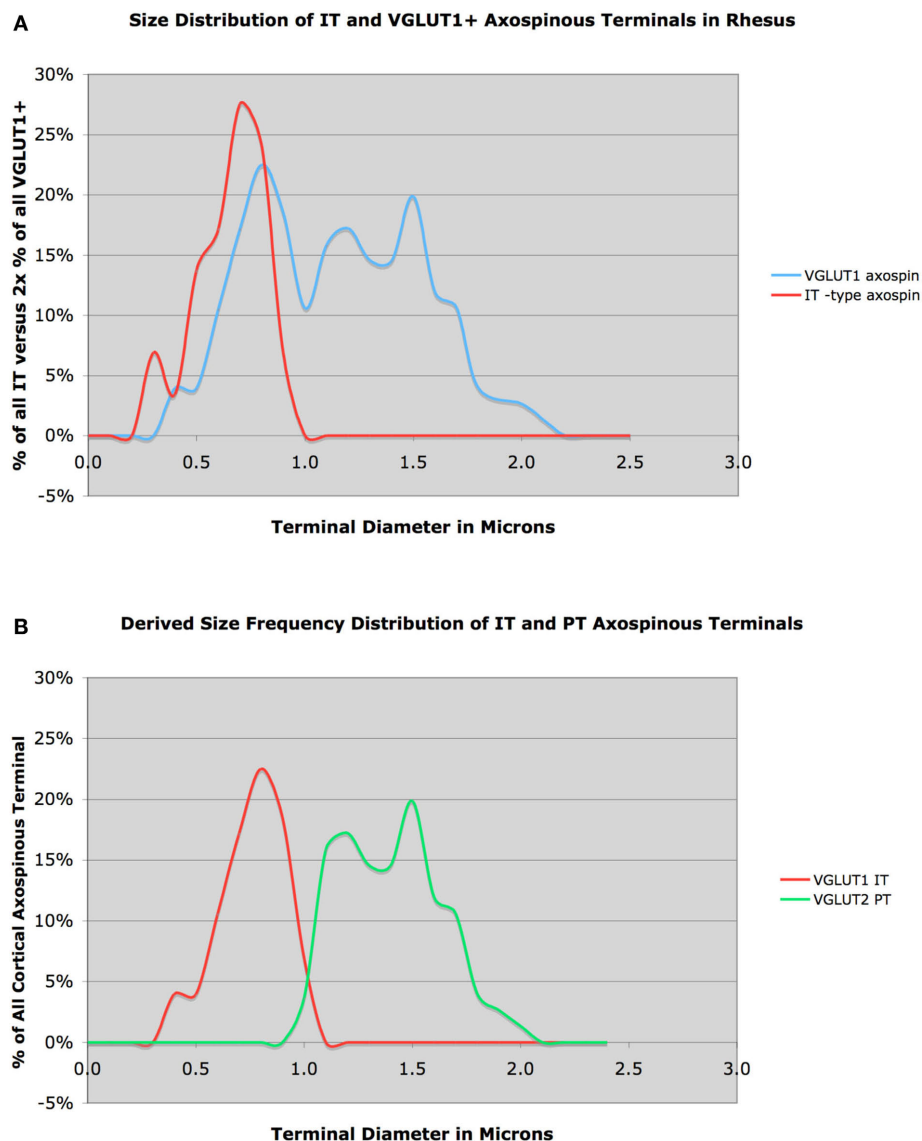 A
Size Distribution of IT and VGLUT1+ Axospinous Terminals in Rhesus
% of all IT versus 2x % of all VGLUT1+
30%
25%
20%
15%
10%
5%
0%
-5%
0.0 0.5 1.0 1.5 2.0 2.5 3.0
Terminal Diameter in Microns
VGLUT1 axospin
IT -type axospin
B
Derived Size Frequency Distribution of IT and PT Axospinous Terminals
% of All Cortical Axospinous Terminal
30%
25%
20%
15%
10%
5%
0%
-5%
0.0 0.5 1.0 1.5 2.0 2.5 3.0
Terminal Diameter in Microns
VGLUT1 IT
VGLUT2 PT